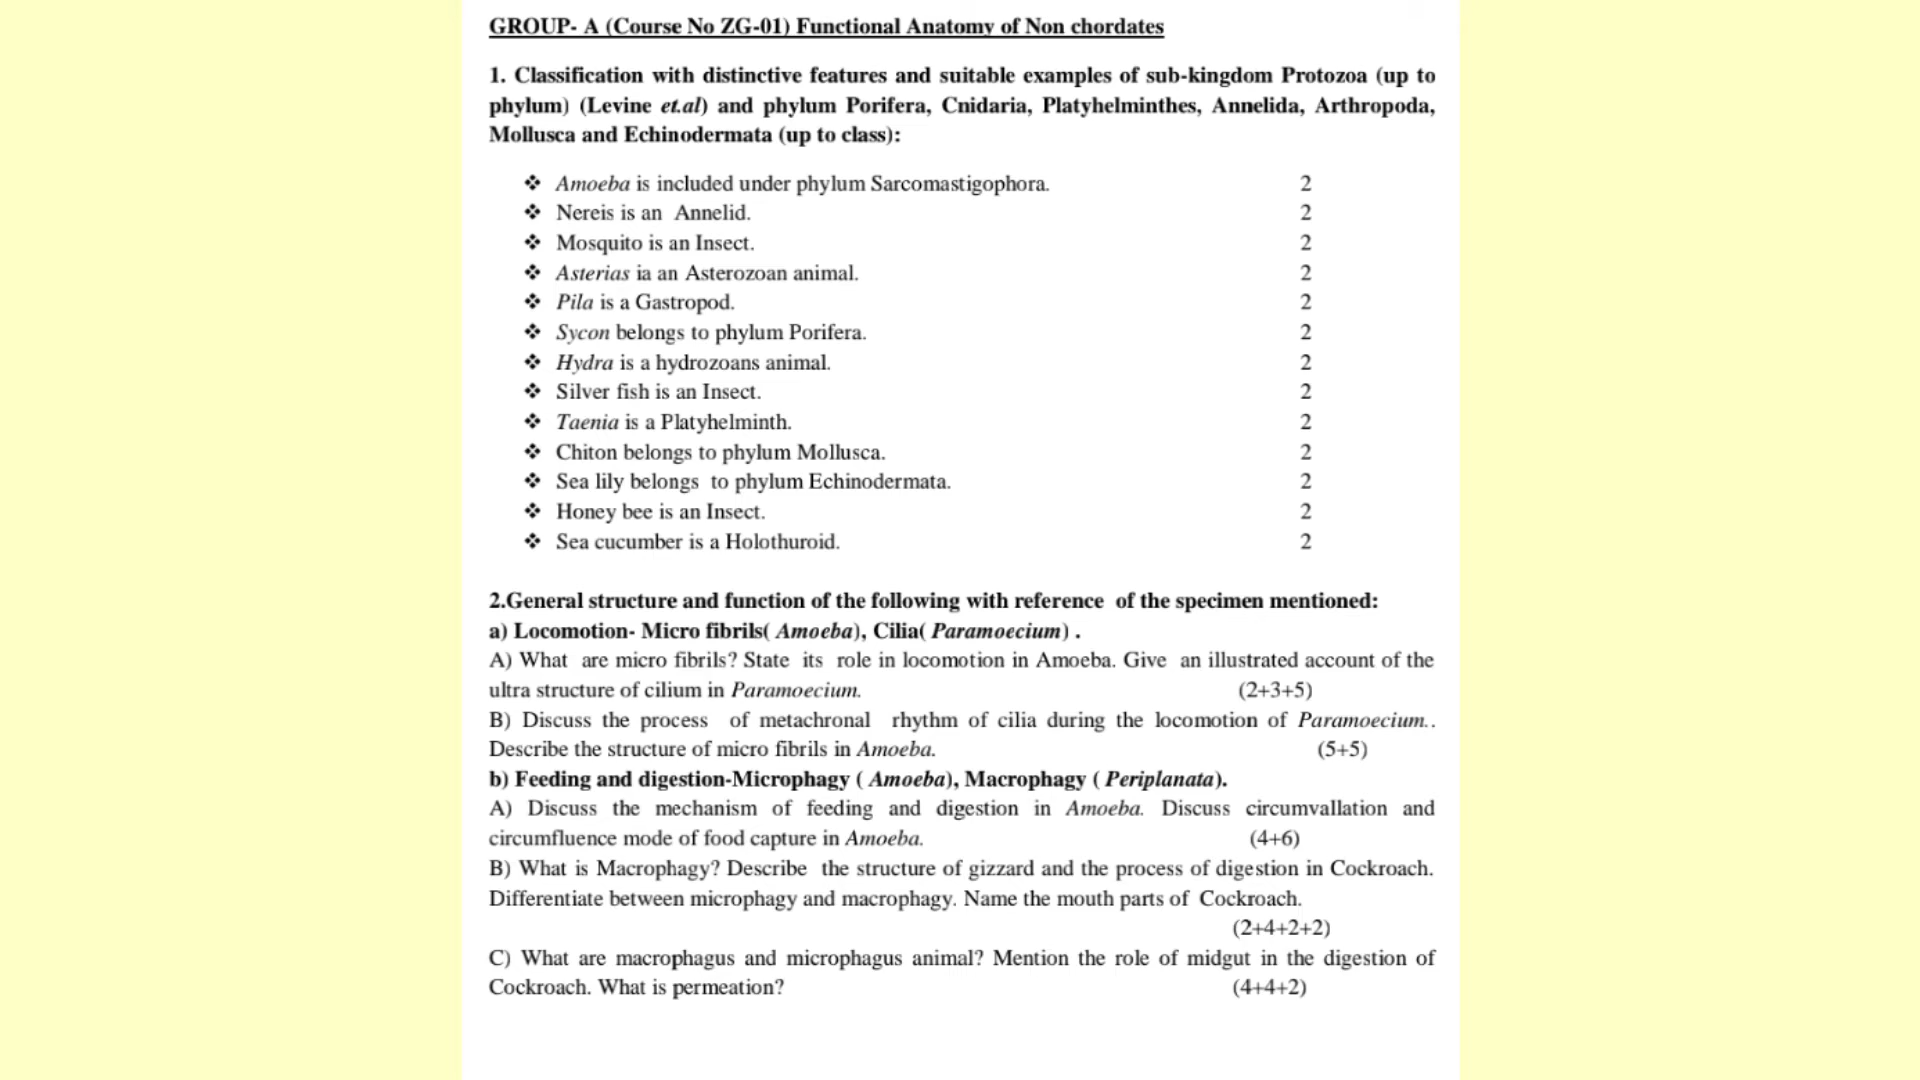 GROUP- A (Course No ZG-01) Functional Anatomy of Non chordates
1. Classification with distinctive features and suitable examples of sub-kingdom Protozoa (up to
phylum) (Levine et.al) and phylum Porifera, Cnidaria, Platyhelminthes, Annelida, Arthropoda,
Mollusca and Echinodermata (up to class):
❖ Amoeba is included under phylum Sarcomastigophora. 2
❖ Nereis is an Annelid. 2
❖ Mosquito is an Insect. 2
❖ Asterias ia an Asterozoan animal. 2
❖ Pila is a Gastropod. 2
❖ Sycon belongs to phylum Porifera. 2
❖ Hydra is a hydrozoans animal. 2
❖ Silver fish is an Insect. 2
❖ Taenia is a Platyhelminth. 2
❖ Chiton belongs to phylum Mollusca. 2
❖ Sea lily belongs to phylum Echinodermata. 2
❖ Honey bee is an Insect. 2
❖ Sea cucumber is a Holothuroid. 2
2.General structure and function of the following with reference of the specimen mentioned:
a) Locomotion- Micro fibrils( Amoeba), Cilia( Paramoecium) .
A) What are micro fibrils? State its role in locomotion in Amoeba. Give an illustrated account of the
ultra structure of cilium in Paramoecium. (2+3+5)
B) Discuss the process of metachronal rhythm of cilia during the locomotion of Paramoecium..
Describe the structure of micro fibrils in Amoeba. (5+5)
b) Feeding and digestion-Microphagy ( Amoeba), Macrophagy ( Periplanata).
A) Discuss the mechanism of feeding and digestion in Amoeba. Discuss circumvallation and
circumfluence mode of food capture in Amoeba. (4+6)
B) What is Macrophagy? Describe the structure of gizzard and the process of digestion in Cockroach.
Differentiate between microphagy and macrophagy. Name the mouth parts of Cockroach.
(2+4+2+2)
C) What are macrophagus and microphagus animal? Mention the role of midgut in the digestion of
Cockroach. What is permeation? (4+4+2)